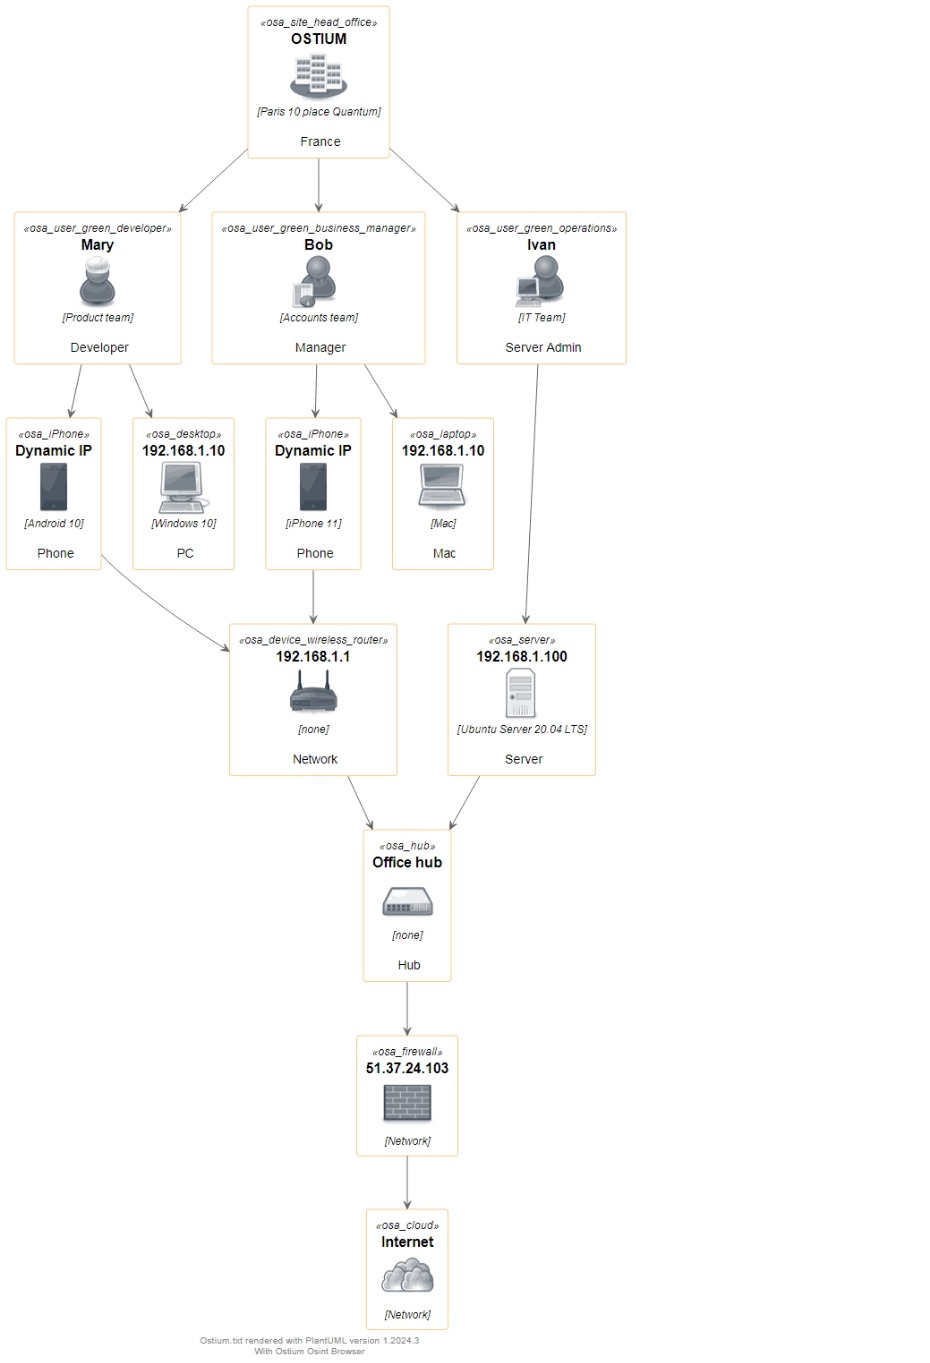 «osa_site_head_office»
OSTIUM
[Paris 10 place Quantum]
France
«osa_user_green_developer»
Mary
[Product team]
Developer
«osa_user_green_business_manager»
Bob
[Accounts team]
Manager
«osa_user_green_operations»
Ivan
[IT Team]
Server Admin
«osa_iPhone»
Dynamic IP
[Android 10]
Phone
«osa_desktop»
192.168.1.10
[Windows 10]
PC
«osa_iPhone»
Dynamic IP
[iPhone 11]
Phone
«osa_laptop»
192.168.1.10
[Mac]
Mac
«osa_device_wireless_router»
192.168.1.1
[none]
Network
«osa_server»
192.168.1.100
[Ubuntu Server 20.04 LTS]
Server
«osa_hub»
Office hub
[none]
Hub
«osa_firewall»
51.37.24.103
[Network]
«osa_cloud»
Internet
[Network]
Ostium.txt rendered with PlantUML version 1.2024.3
With Ostium Osint Browser